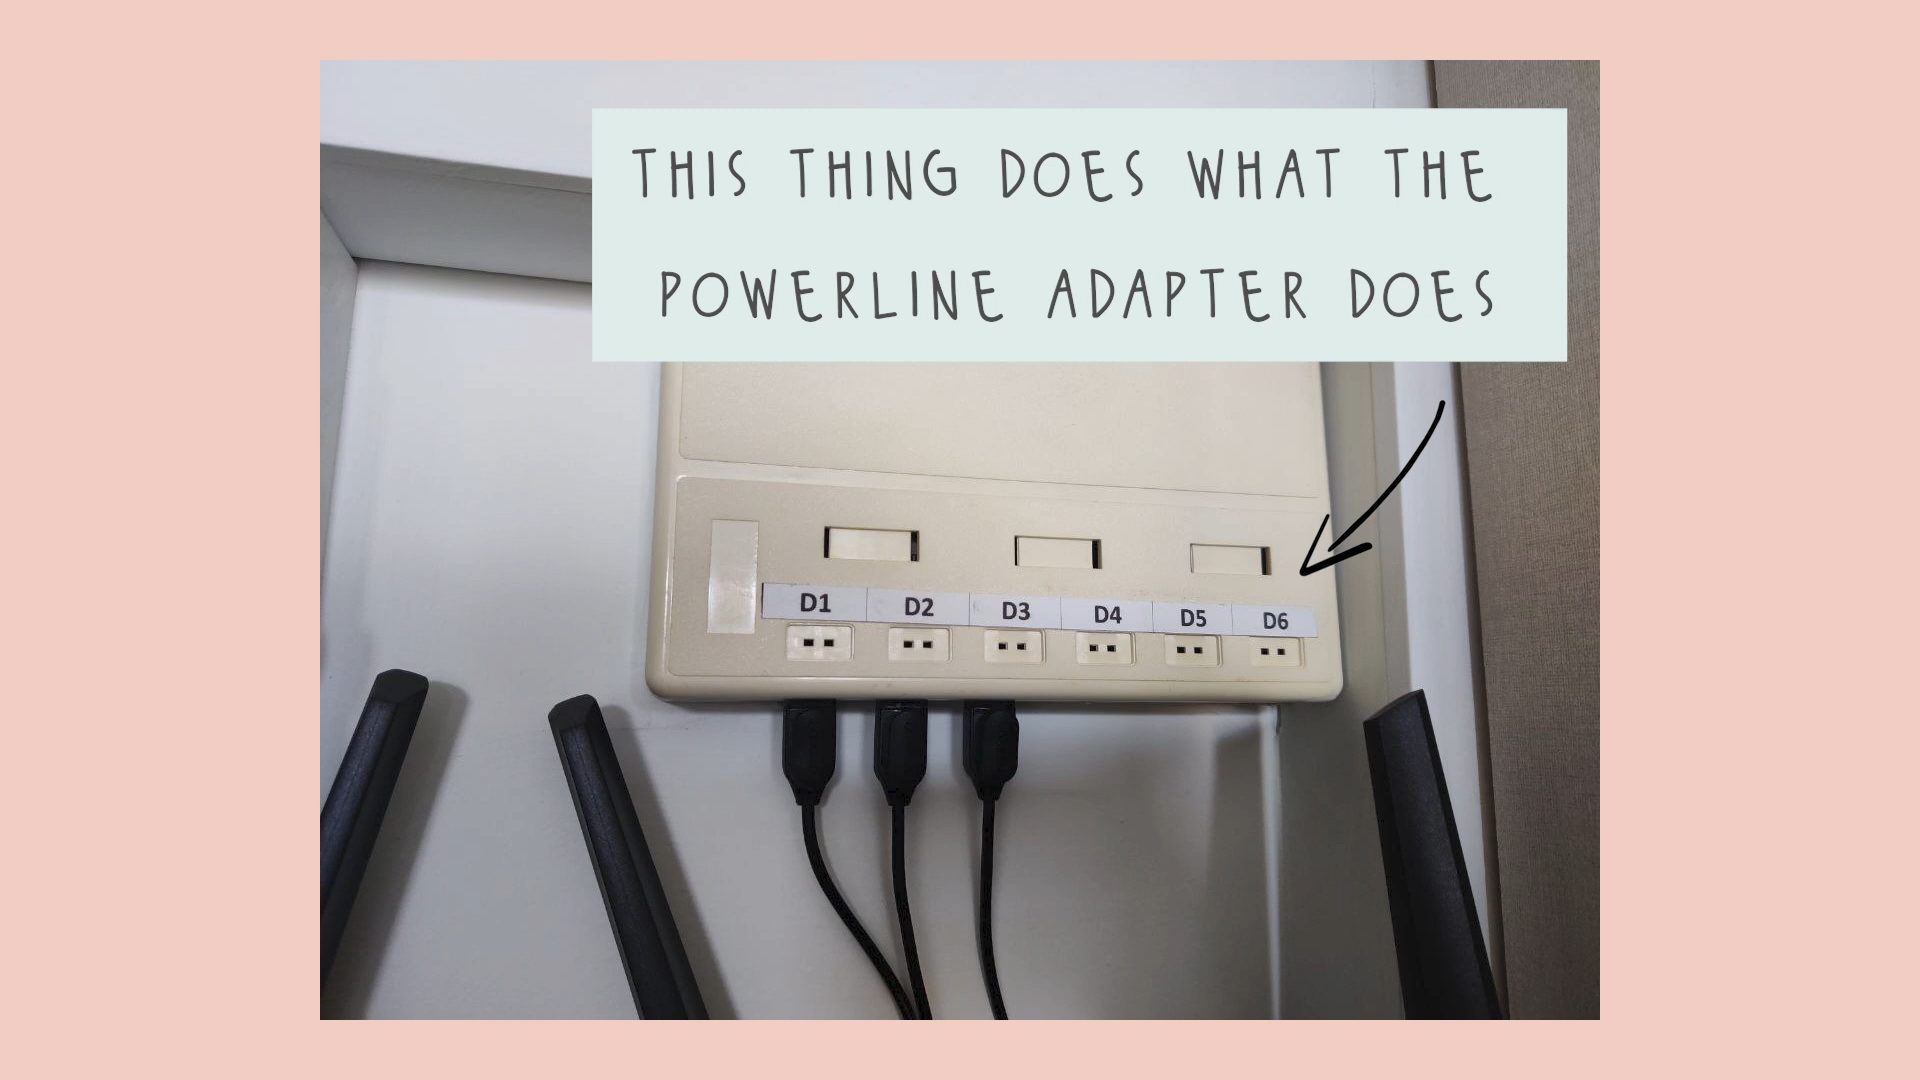 THIS THING DOES WHAT THE
POWERLINE ADAPTER DOES
D1 D2 D3 D4 D5 D6